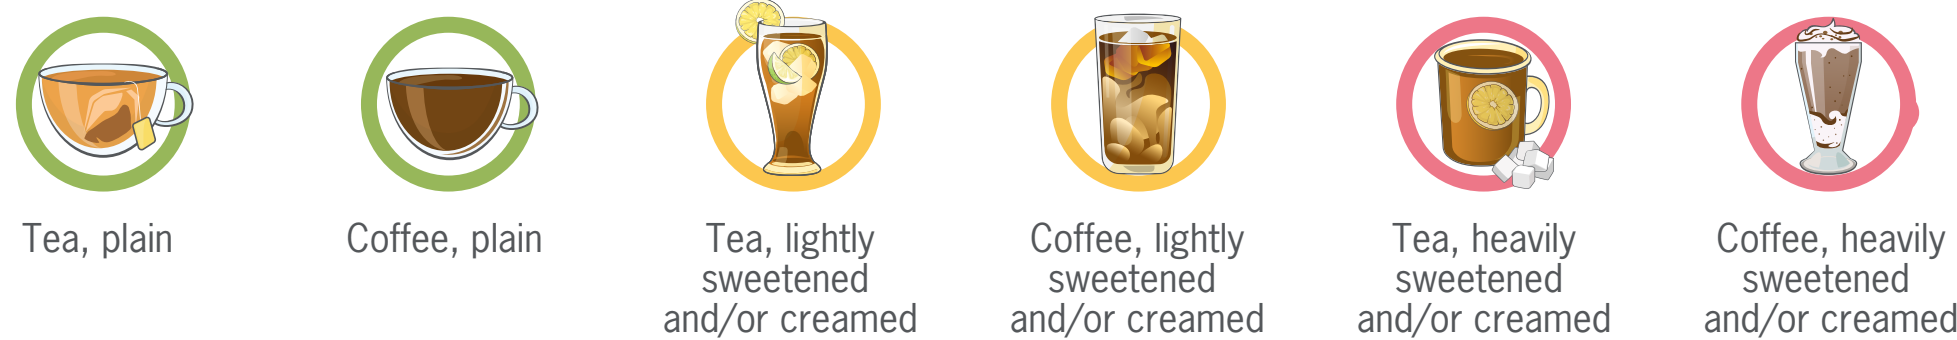 Tea, plain
Coffee, plain
Tea, lightly
sweetened
and/or creamed
Coffee, lightly
sweetened
and/or creamed
Tea, heavily
sweetened
and/or creamed
Coffee, heavily
sweetened
and/or creamed